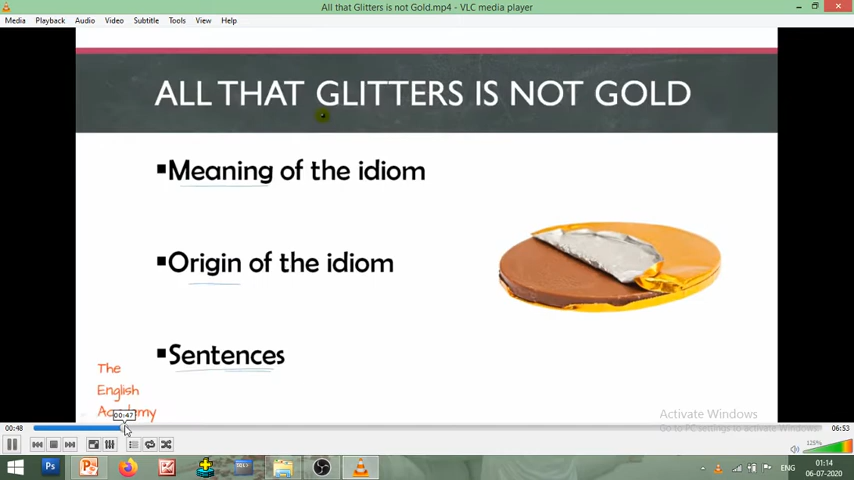 All that Glitters is not Gold.mp4 - VLC media player
Media Playback Audio Video Subtitle Tools View Help
ALL THAT GLITTERS IS NOT GOLD
Meaning of the idiom
Origin of the idiom
Sentences
The
English
Academy
00:47
Activate Windows
Go to PC settings to activate Windows.
00:48
06:53
125%
Ps
ENG
01:14
06-07-2020